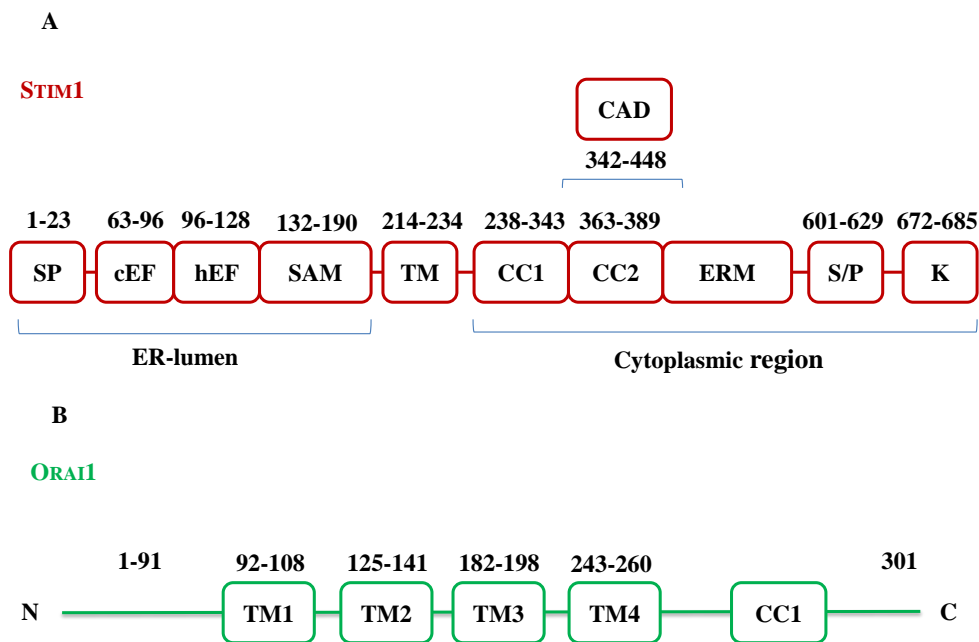 A
STIM1
CAD
342-448
1-23 63-96 96-128 132-190 214-234 238-343 363-389 601-629 672-685
SP cEF hEF SAM TM CC1 CC2 ERM S/P K
ER-lumen Cytoplasmic region
B
ORAI1
1-91 92-108 125-141 182-198 243-260 301
N TM1 TM2 TM3 TM4 CC1 C